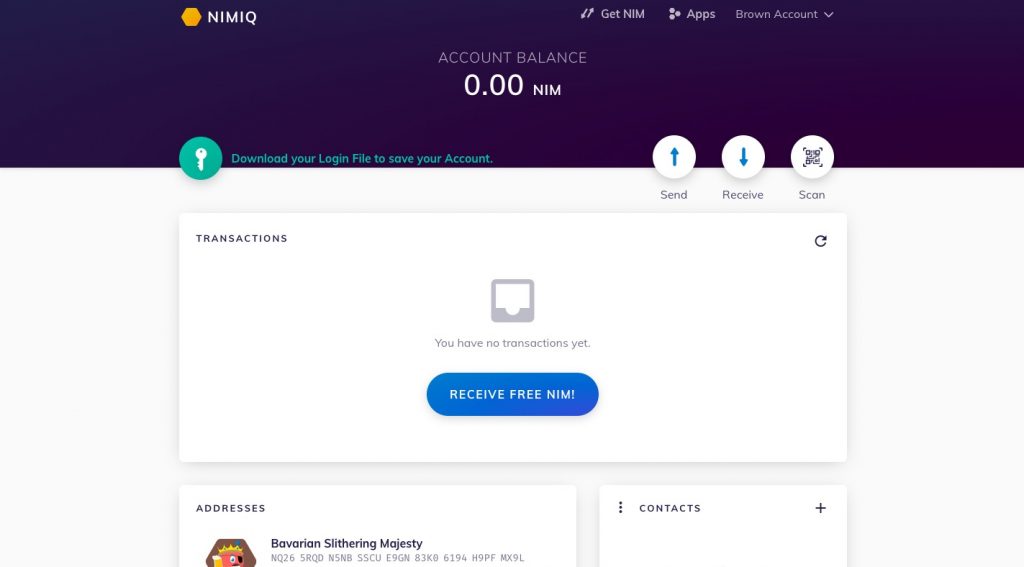 NIMIQ
Get NIM
Apps
Brown Account
ACCOUNT BALANCE
0.00 NIM
Download your Login File to save your Account.
Send
Receive
Scan
TRANSACTIONS
You have no transactions yet.
RECEIVE FREE NIM!
ADDRESSES
Bavarian Slithering Majesty
NQ26 5RQD N5NB SSCU E9GN 83K0 6194 H9PF MX9L
CONTACTS